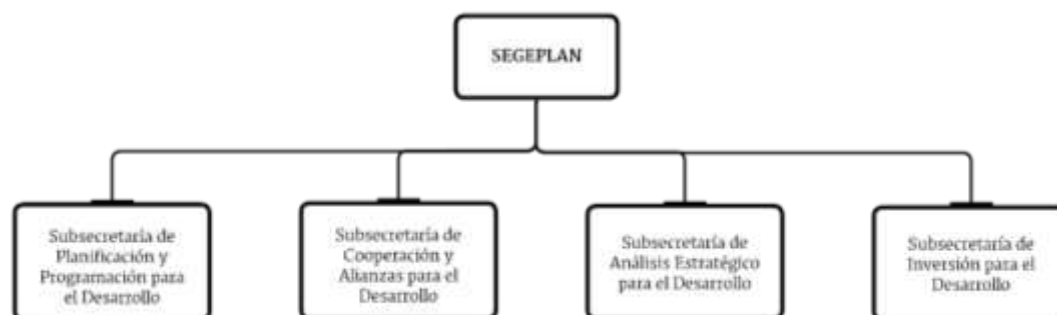 SEGEPLAN
Subsecretaría de
Planificación y
Programación para
el Desarrollo
Subsecretaría de
Cooperación y
Alianzas para el
Desarrollo
Subsecretaría de
Análisis Estratégico
para el Desarrollo
Subsecretaría de
Inversión para el
Desarrollo